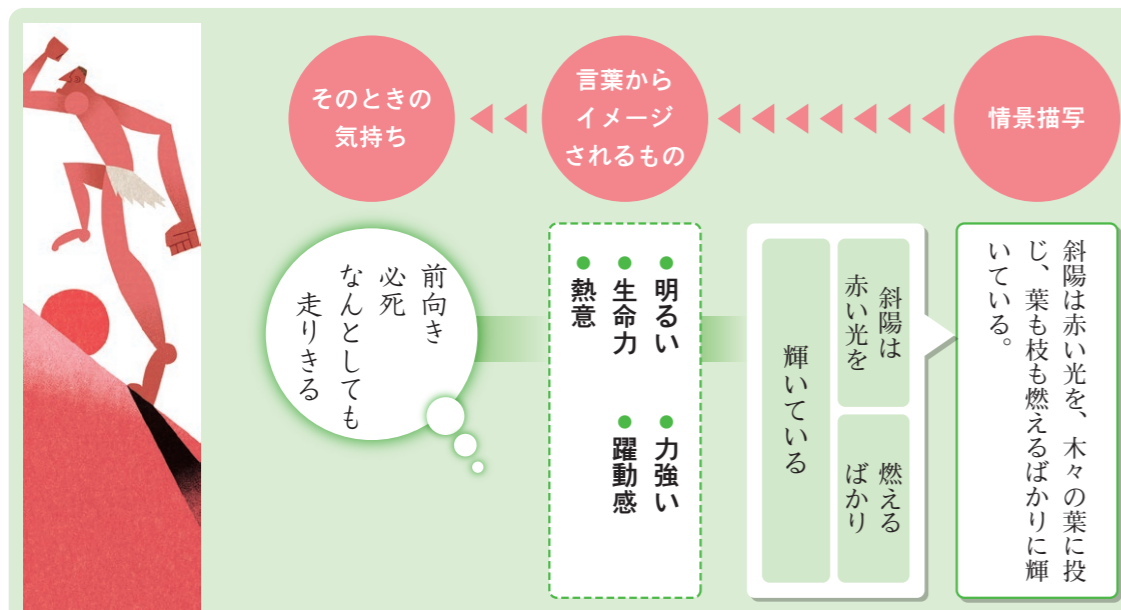 情景描写
言葉から
イメージ
されるもの
そのときの
気持ち
斜陽は赤い光を、木々の葉に投
じ、葉も枝も燃えるばかりに輝
いている。
斜陽は
赤い光を
燃える
ばかり
輝いている
●明るい
●生命力
●熱意
●力強い
●躍動感
前向き
必死
なんとしても
走りきる